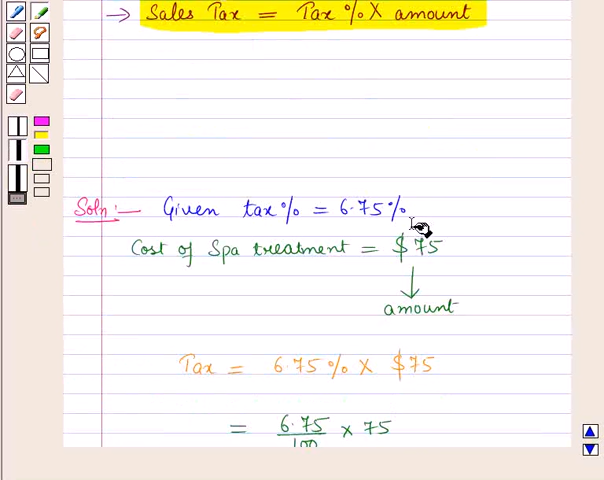 → Sales Tax = Tax % X amount
Soln:- Given tax% = 6.75%
Cost of Spa treatment = $75
↓
amount
Tax = 6.75% X $75
= 6.75/100 × 75